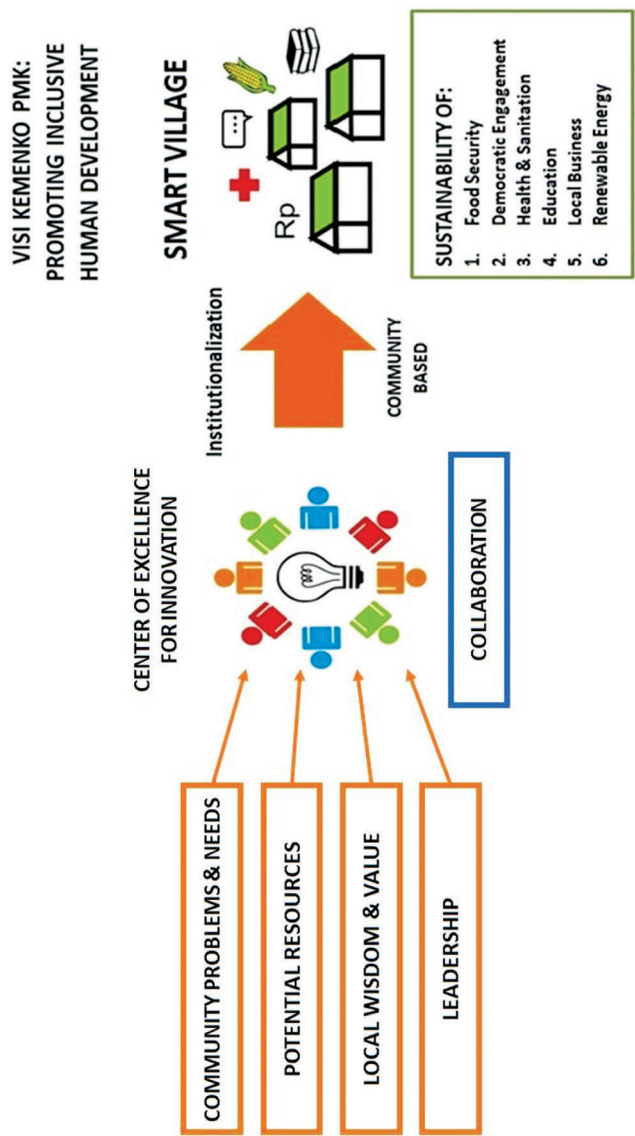 VISI KEMENKO PMK:
PROMOTING INCLUSIVE
HUMAN DEVELOPMENT
COMMUNITY PROBLEMS & NEEDS
POTENTIAL RESOURCES
LOCAL WISDOM & VALUE
LEADERSHIP
CENTER OF EXCELLENCE
FOR INNOVATION
COLLABORATION
Institutionalization
COMMUNITY
BASED
SMART VILLAGE
Rp
SUSTAINABILITY OF:
1. Food Security
2. Democratic Engagement
3. Health & Sanitation
4. Education
5. Local Business
6. Renewable Energy